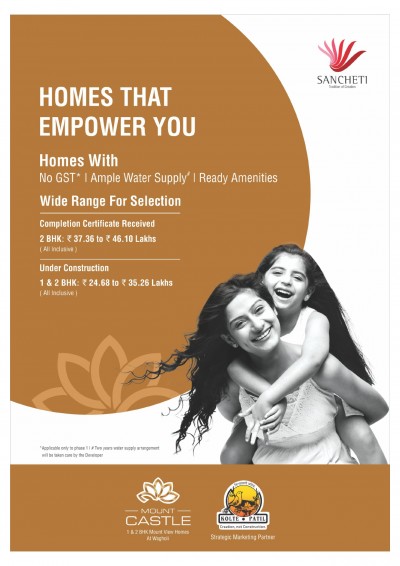 SANCHETI
Tradition of Creation
HOMES THAT
EMPOWER YOU
Homes With
No GST* | Ample Water Supply# | Ready Amenities
Wide Range For Selection
Completion Certificate Received
2 BHK: ₹ 37.36 to ₹ 46.10 Lakhs
( All Inclusive )
Under Construction
1 & 2 BHK: ₹ 24.68 to ₹ 35.26 Lakhs
( All Inclusive )
*Applicable only to phase 1 | # Two years water supply arrangement
will be taken care by the Developer
MOUNT
CASTLE
1 & 2 BHK Mount View Homes
At Wagholi
KOLTE PATIL
Creation, not Construction
Strategic Marketing Partner